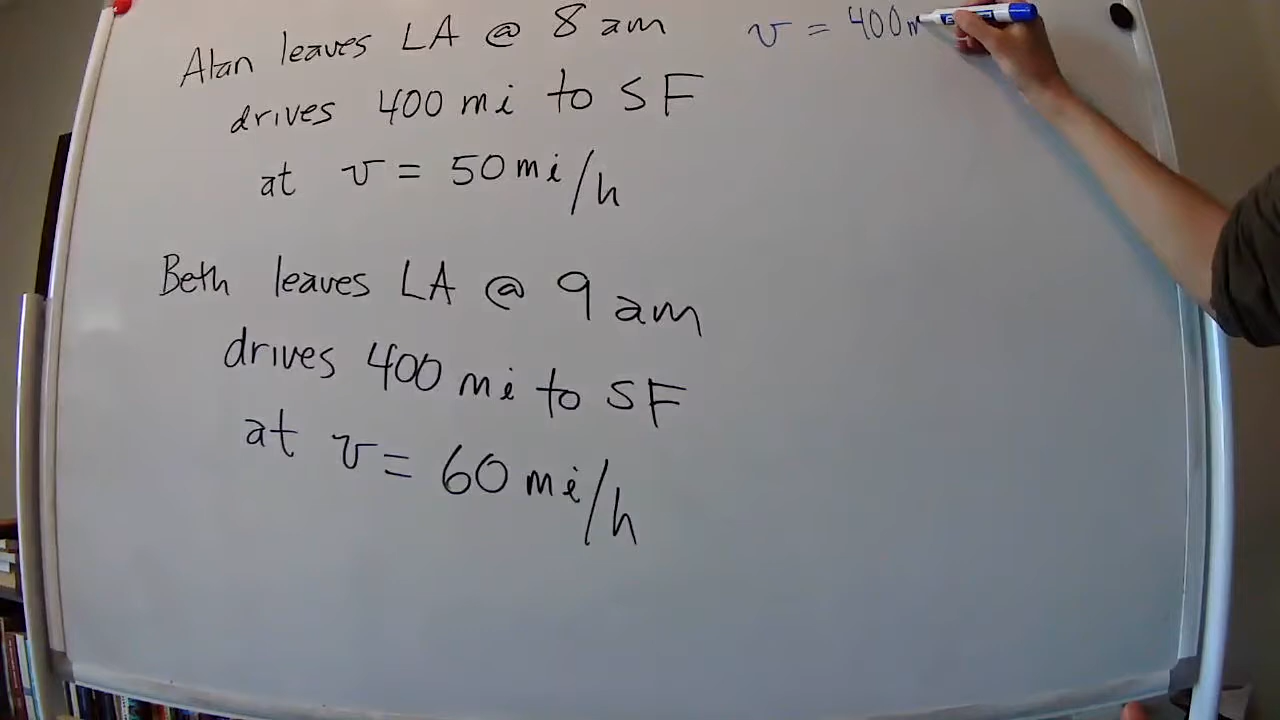 Alan leaves LA @ 8 am
drives 400 mi to SF
at v = 50 mi/h
Beth leaves LA @ 9 am
drives 400 mi to SF
at v = 60 mi/h
v = 400 m